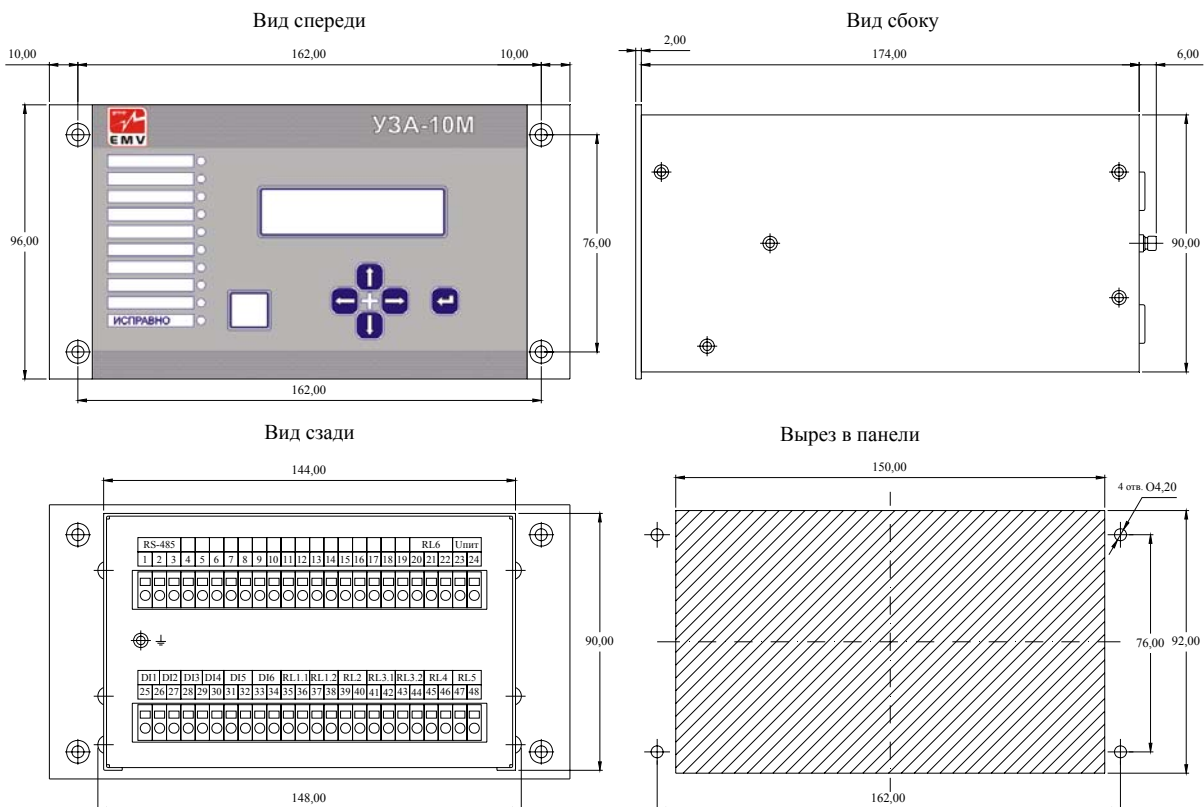 Вид спереди
10,00
162,00
10,00
EMV
УЗА-10М
ИСПРАВНО
96,00
76,00
162,00
Вид сбоку
2,00
174,00
6,00
90,00
Вид сзади
144,00
RS-485 RL6 Uпит
1 2 3 4 5 6 7 8 9 10 11 12 13 14 15 16 17 18 19 20 21 22 23 24
DI1 DI2 DI3 DI4 DI5 DI6 RL1.1 RL1.2 RL2 RL3.1 RL3.2 RL4 RL5
25 26 27 28 29 30 31 32 33 34 35 36 37 38 39 40 41 42 43 44 45 46 47 48
90,00
148,00
Вырез в панели
150,00
4 отв. O4,20
76,00
92,00
162,00